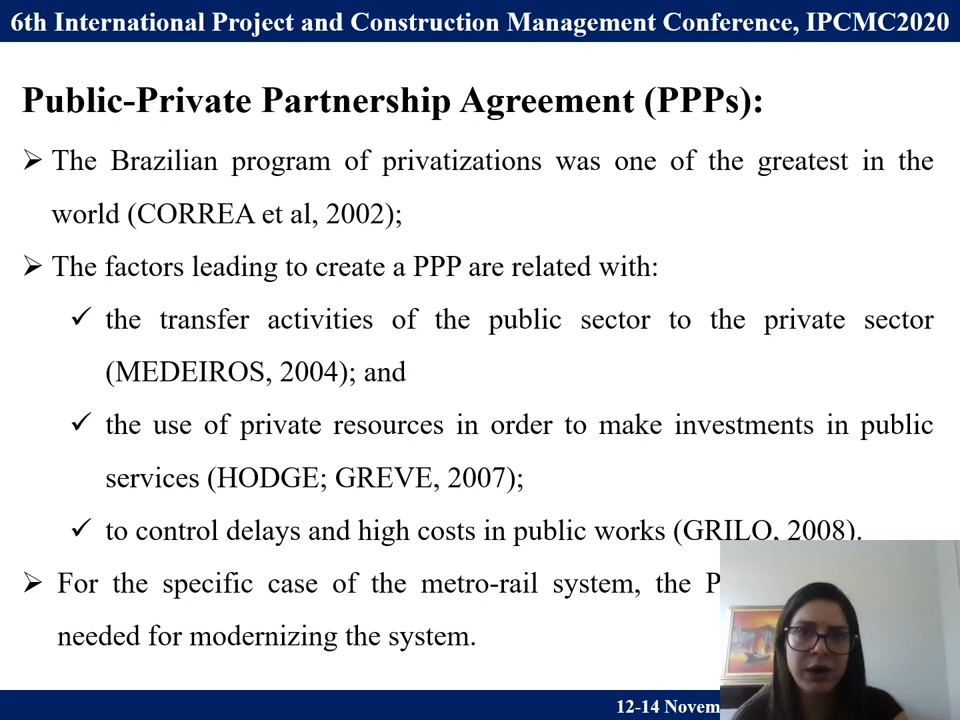 6th International Project and Construction Management Conference, IPCMC2020
Public-Private Partnership Agreement (PPPs):
➢ The Brazilian program of privatizations was one of the greatest in the
world (CORREA et al, 2002);
➢ The factors leading to create a PPP are related with:
✓ the transfer activities of the public sector to the private sector
(MEDEIROS, 2004); and
✓ the use of private resources in order to make investments in public
services (HODGE; GREVE, 2007);
✓ to control delays and high costs in public works (GRILO, 2008).
➢ For the specific case of the metro-rail system, the
needed for modernizing the system.
12-14